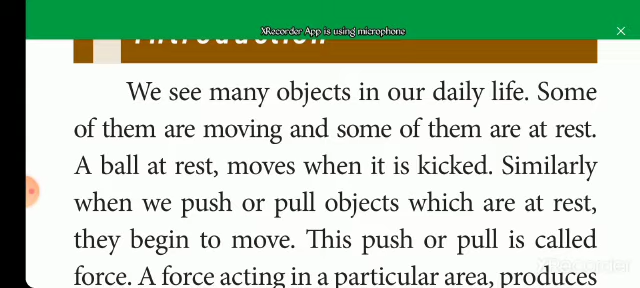 XRecorder App is using microphone
Introduction
We see many objects in our daily life. Some
of them are moving and some of them are at rest.
A ball at rest, moves when it is kicked. Similarly
when we push or pull objects which are at rest,
they begin to move. This push or pull is called
force. A force acting in a particular area, produces
XRecorder